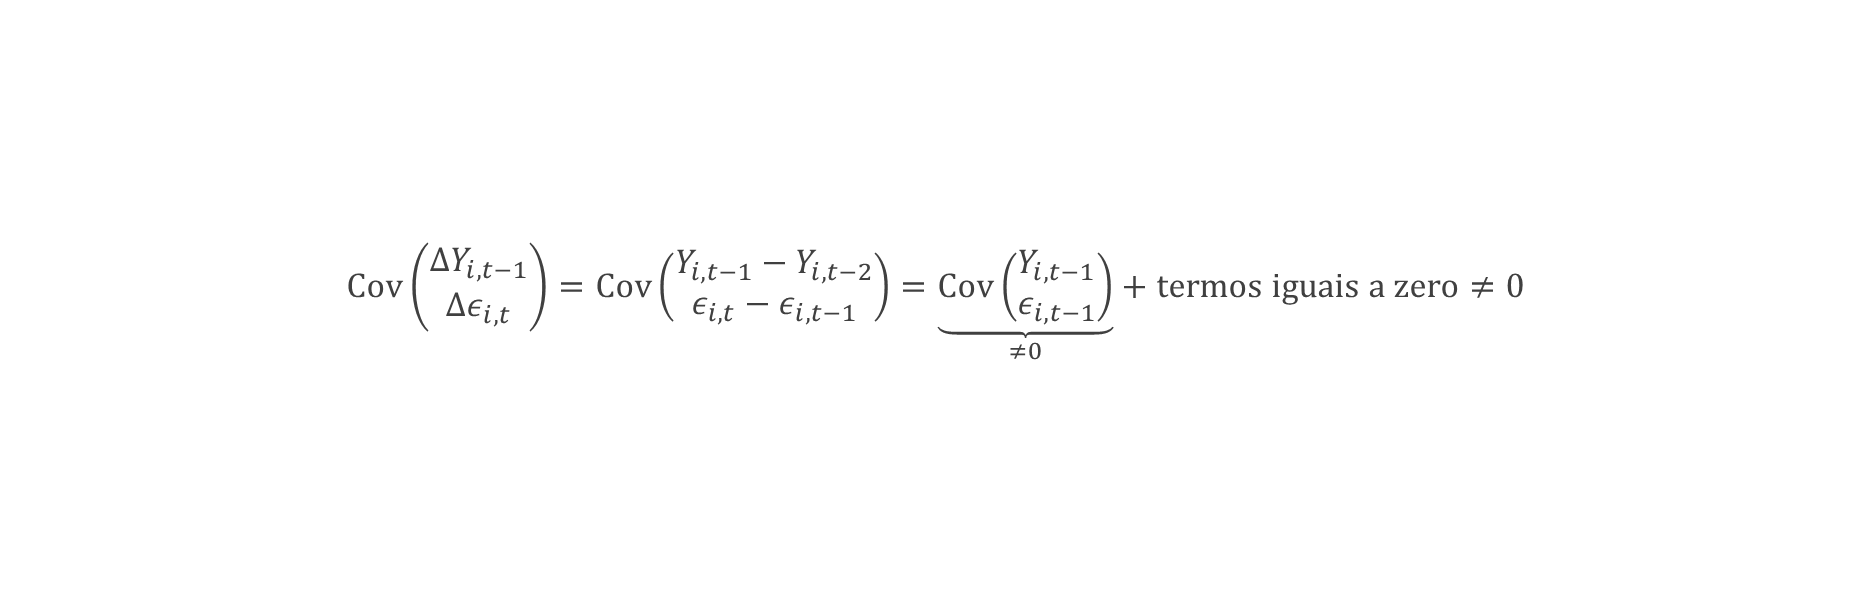 Cov(ΔY_{i,t−1} Δϵ_{i,t}) = Cov(Y_{i,t−1} − Y_{i,t−2} ϵ_{i,t} − ϵ_{i,t−1}) = Cov(Y_{i,t−1} ϵ_{i,t−1}) + termos iguais a zero ≠ 0
≠0